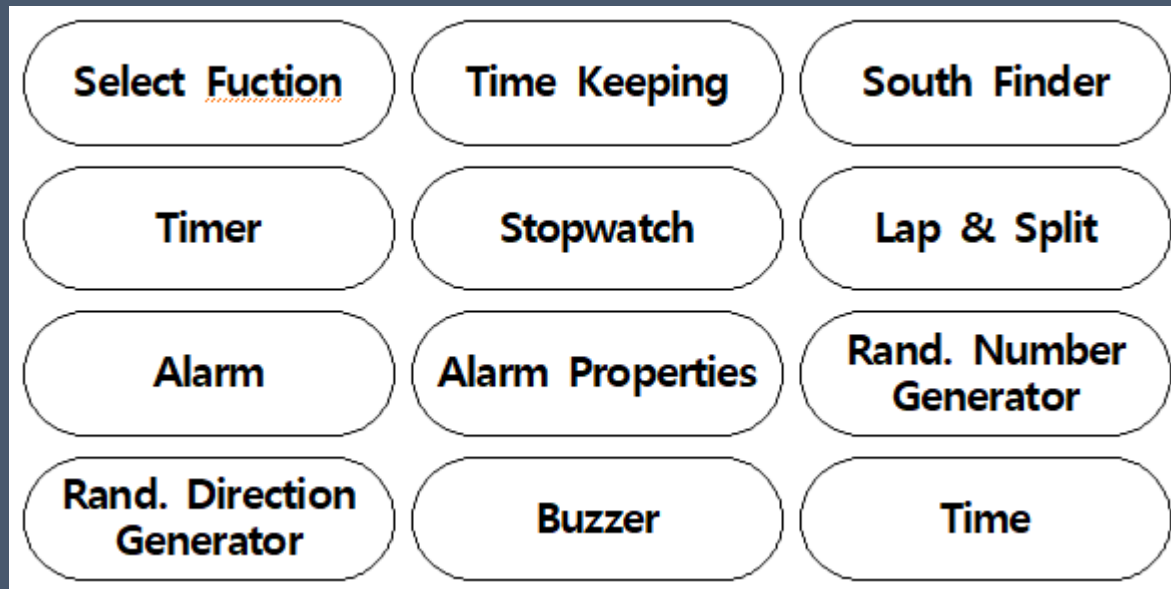 Select Fuction
Time Keeping
South Finder
Timer
Stopwatch
Lap & Split
Alarm
Alarm Properties
Rand. Number
Generator
Rand. Direction
Generator
Buzzer
Time